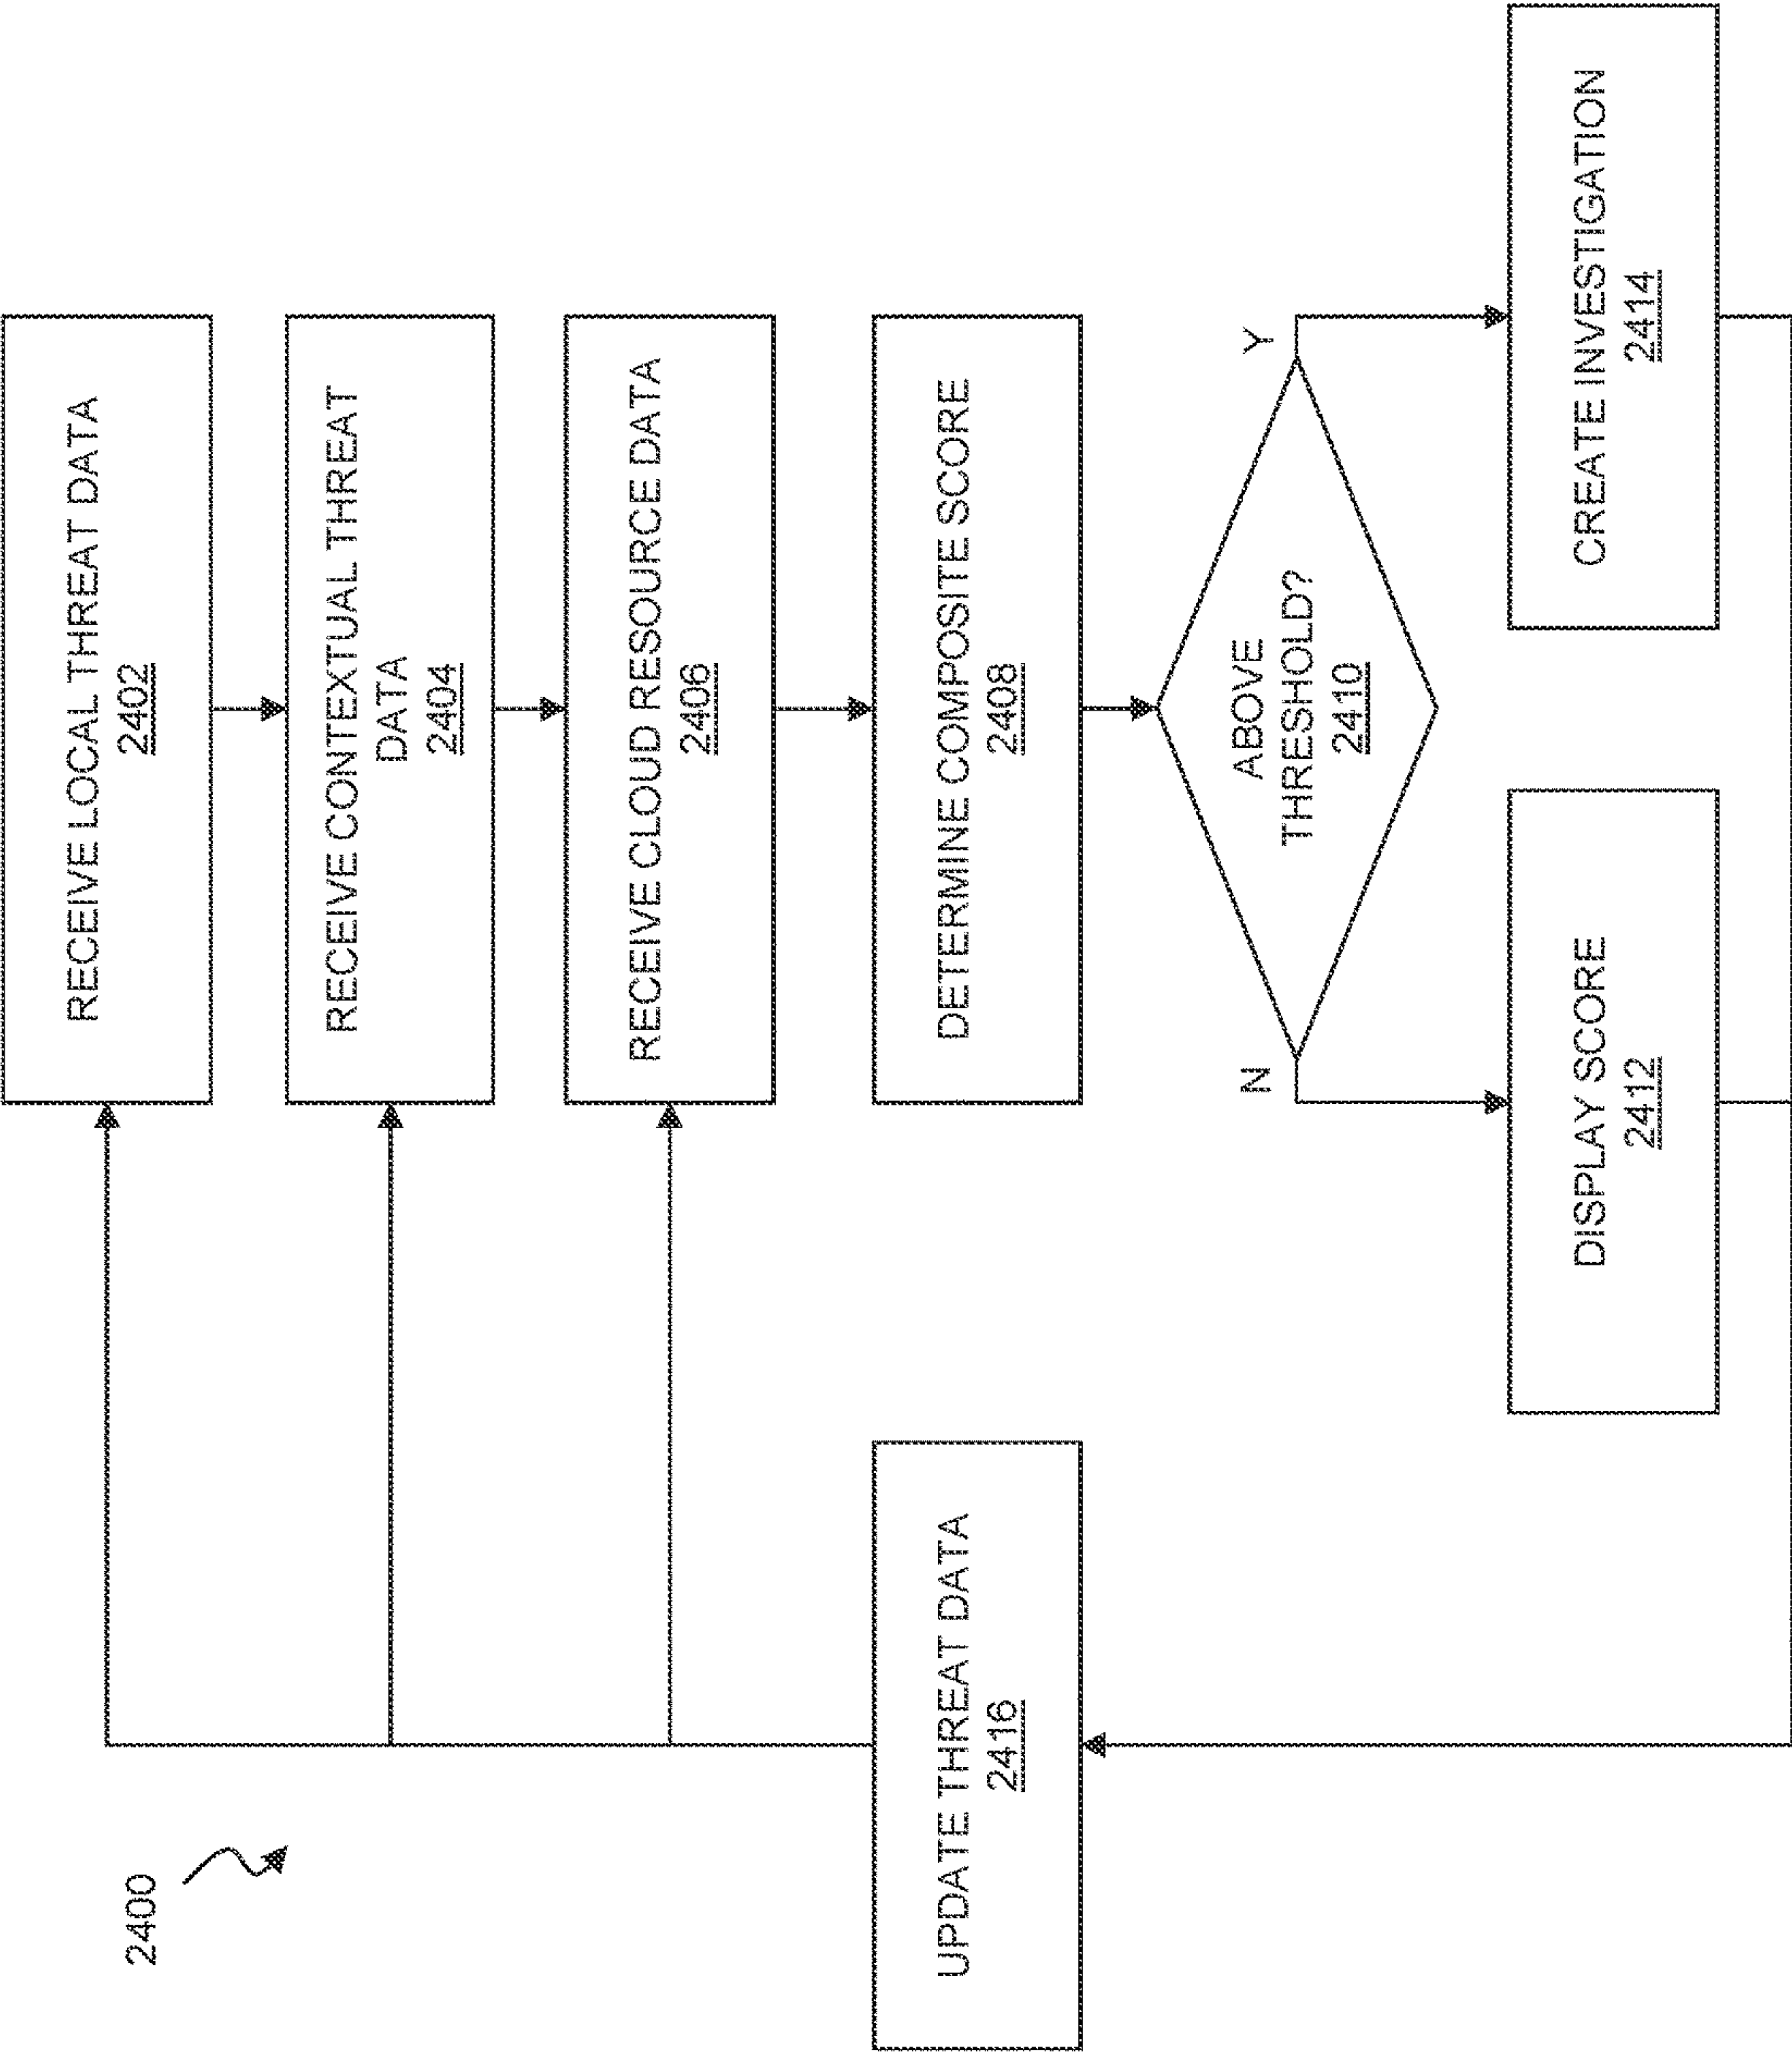 2400
RECEIVE LOCAL THREAT DATA
2402
RECEIVE CONTEXTUAL THREAT
DATA
2404
RECEIVE CLOUD RESOURCE DATA
2406
UPDATE THREAT DATA
2416
DETERMINE COMPOSITE SCORE
2408
N
Y
ABOVE
THRESHOLD?
2410
DISPLAY SCORE
2412
CREATE INVESTIGATION
2414